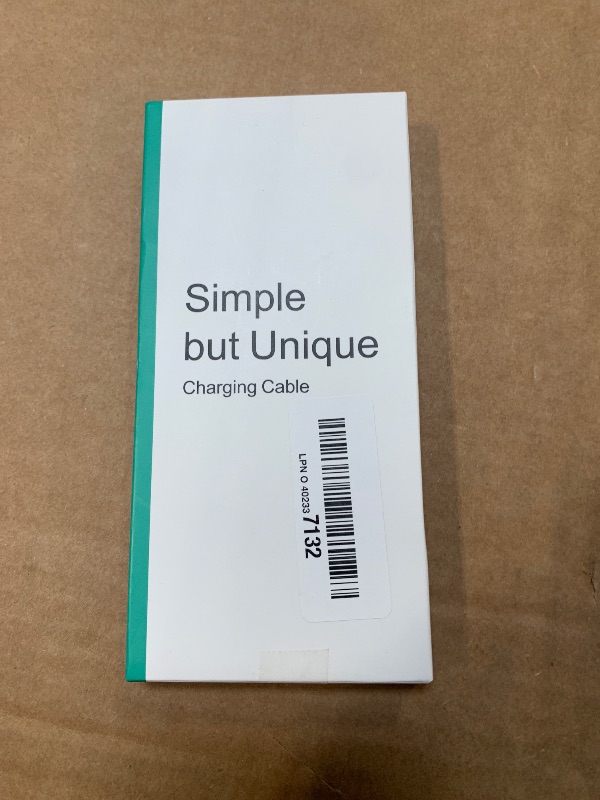 Simple
but Unique
Charging Cable
LPN O 40233 7132